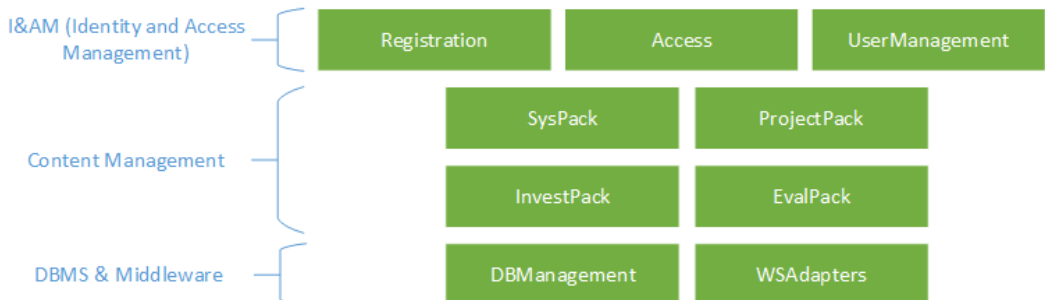 I&AM (Identity and Access
Management)
Registration
Access
UserManagement
Content Management
SysPack
ProjectPack
InvestPack
EvalPack
DBMS & Middleware
DBManagement
WSAdapters